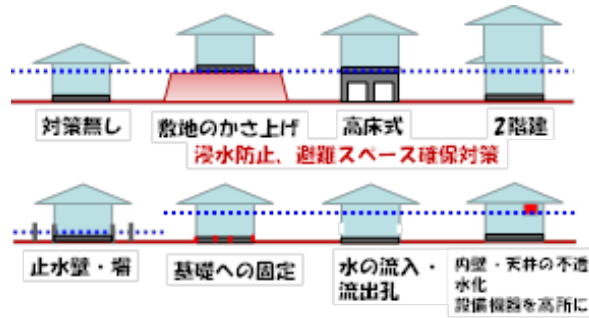 対策無し
敷地のかさ上げ
高床式
2階建
浸水防止、避難スペース確保対策
止水壁・塀
基礎への固定
水の流入・
流出孔
内壁・天井の不透
水化
設備機器を高所に